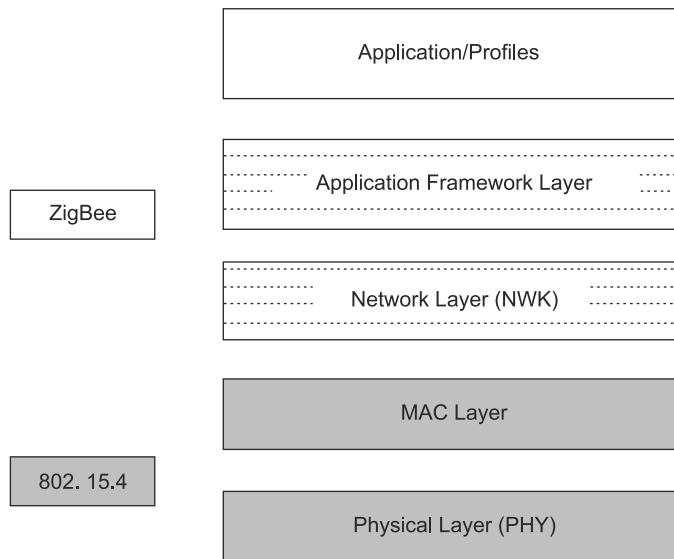 Application/Profiles
Application Framework Layer
ZigBee
Network Layer (NWK)
MAC Layer
802. 15.4
Physical Layer (PHY)